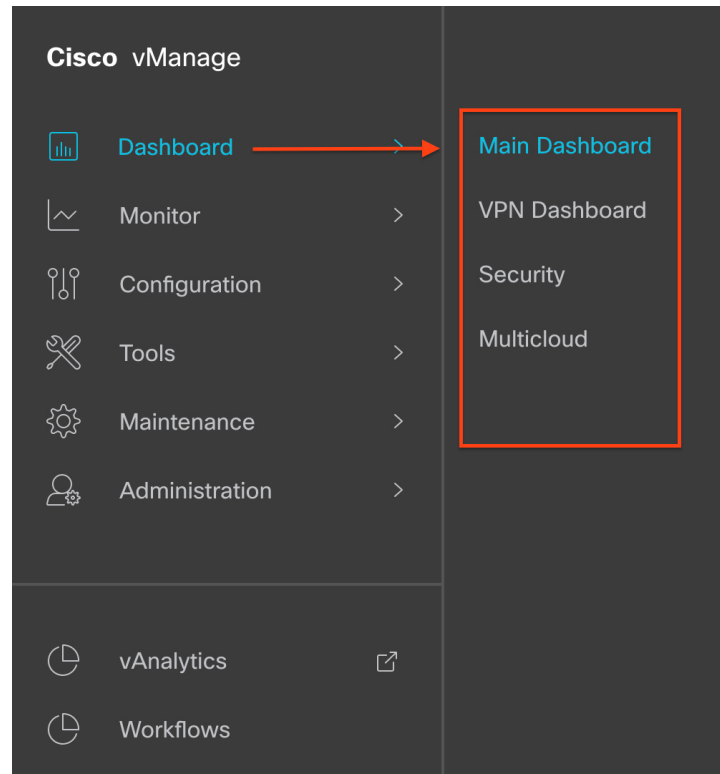 Cisco vManage
Dashboard
Monitor
Configuration
Tools
Maintenance
Administration
vAnalytics
Workflows
Main Dashboard
VPN Dashboard
Security
Multicloud